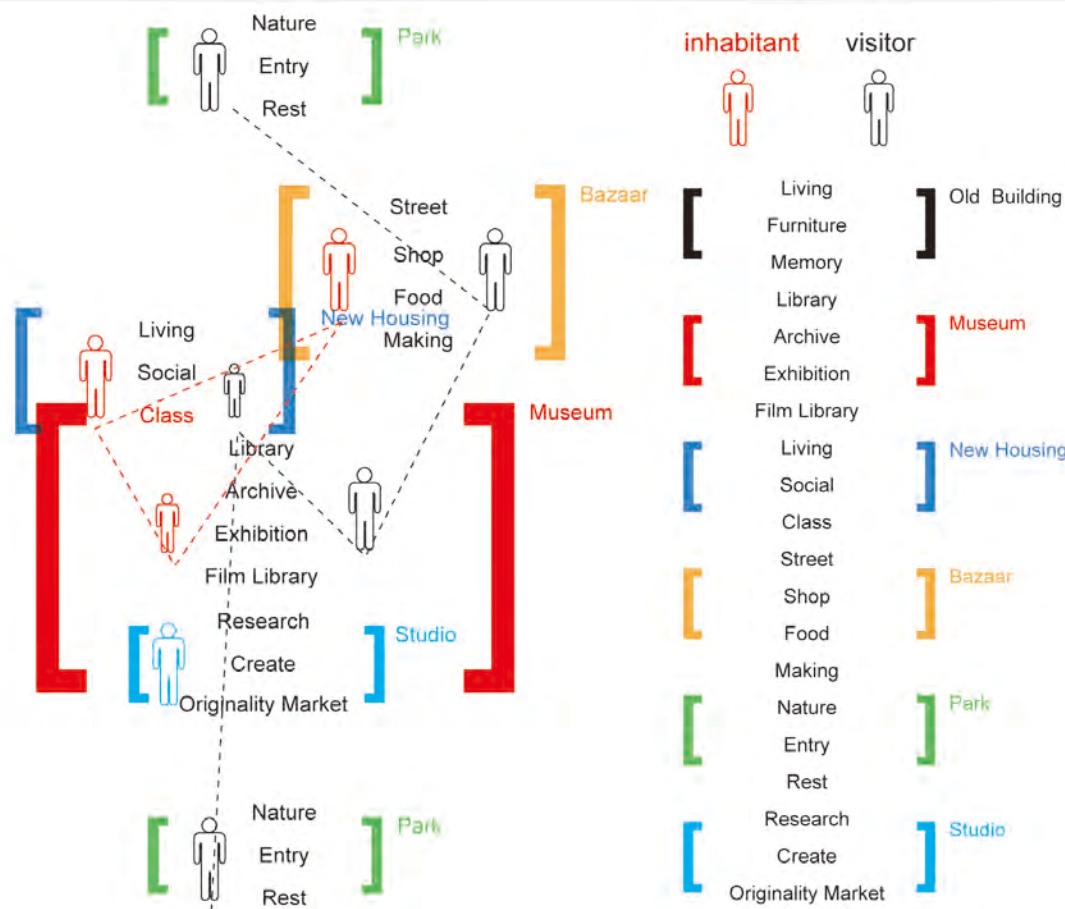 Nature
Park
Entry
Rest
Street
Bazaar
Shop
Food
New Housing
Making
Living
Social
Class
Museum
Library
Archive
Exhibition
Film Library
Research
Studio
Create
Originality Market
Nature
Park
Entry
Rest
inhabitant
visitor
Living
Old Building
Furniture
Memory
Library
Museum
Archive
Exhibition
Film Library
Living
New Housing
Social
Class
Street
Bazaar
Shop
Food
Making
Nature
Park
Entry
Rest
Research
Studio
Create
Originality Market